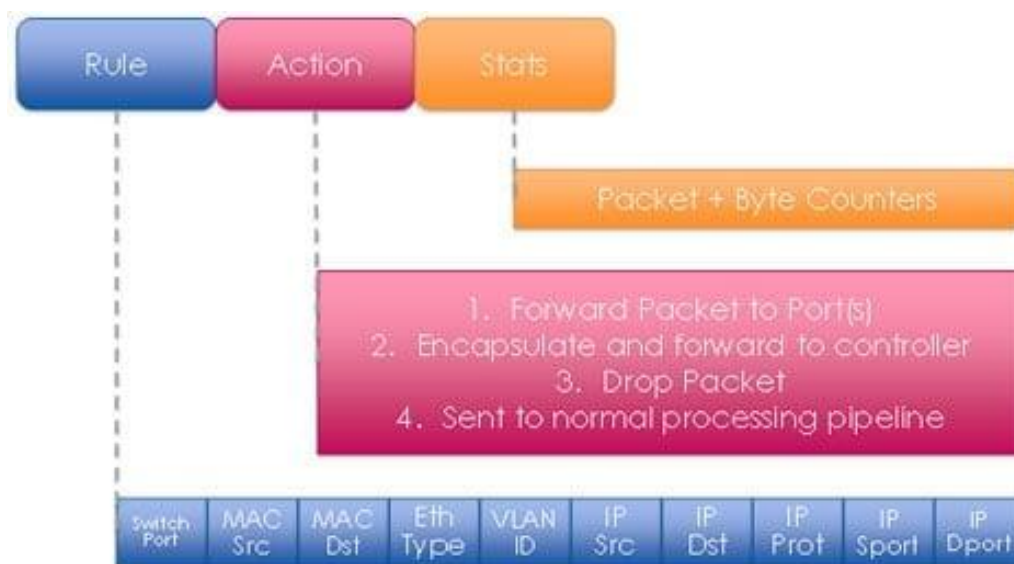 Rule Action Stats
Packet + Byte Counters
1. Forward Packet to Port(s)
2. Encapsulate and forward to controller
3. Drop Packet
4. Sent to normal processing pipeline
Switch Port
MAC Src
MAC Dst
Eth Type
VLAN ID
IP Src
IP Dst
IP Prot
IP Sport
IP Dport